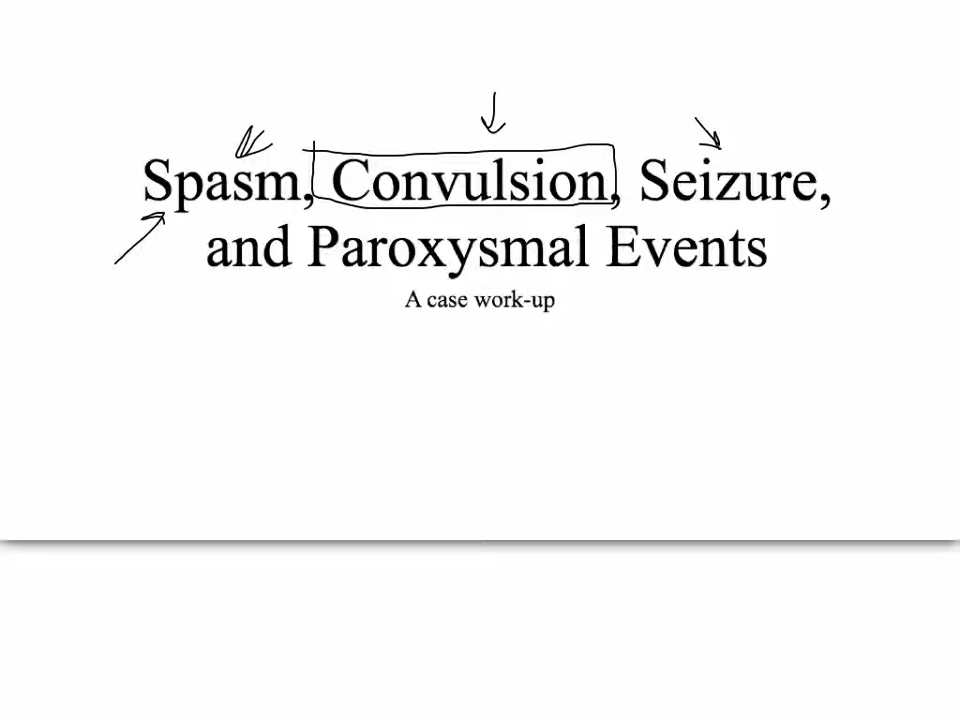 Spasm, Convulsion, Seizure,
and Paroxysmal Events
A case work-up